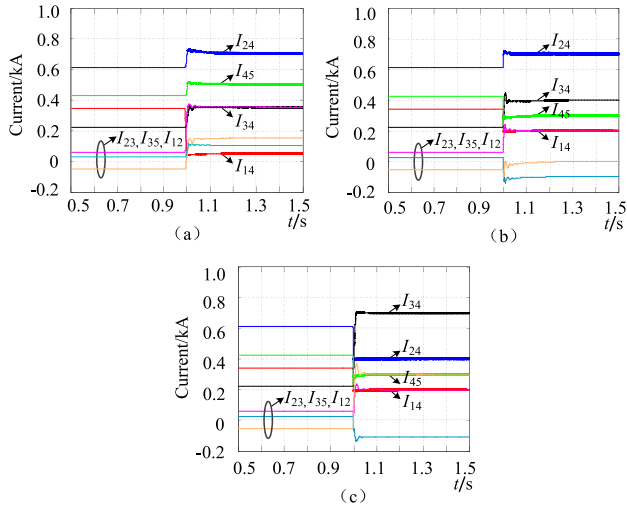 1.0
0.8
0.6
0.4
0.2
0
-0.2
Current/kA
I24
I45
I34
I23, I35, I12
I14
0.5 0.7 0.9 1.1 1.3 1.5
t/s
(a)
1.0
0.8
0.6
0.4
0.2
0
-0.2
Current/kA
I24
I34
I45
I23, I35, I12
I14
0.5 0.7 0.9 1.1 1.3 1.5
t/s
(b)
1.0
0.8
0.6
0.4
0.2
0
-0.2
Current/kA
I34
I24
I45
I23, I35, I12
I14
0.5 0.7 0.9 1.1 1.3 1.5
t/s
(c)